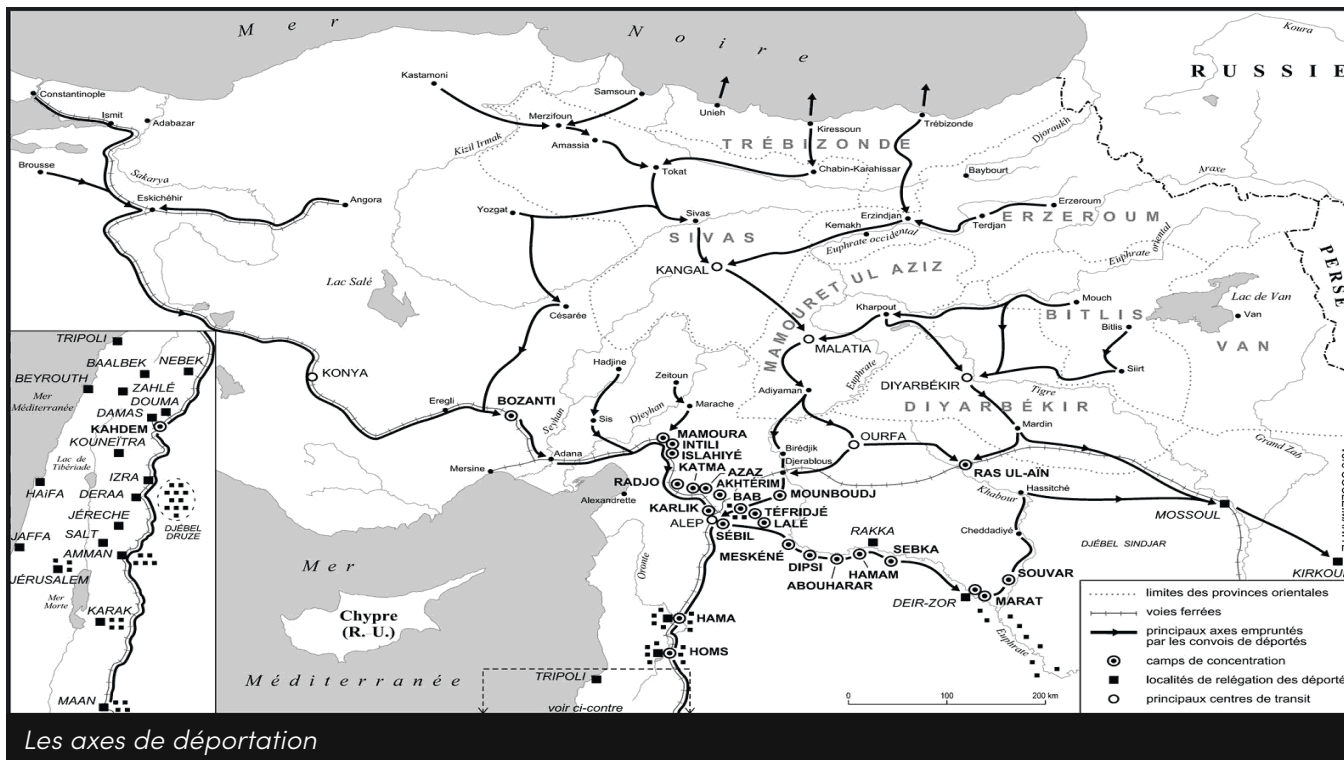 Mer
Noire
Koura
RUSSIE
Kastamoni
Constantinople
Samsoun
Unieh
Ismit
Adabazar
Merzifoun
Kiressoun
Trébizonde
Djoroukh
TRÉBIZONDE
Kizil Irmak
Amassia
Brousse
Sakarya
Tokat
Chabin-Karahissar
Baybourt
Araxe
Eskichéhir
Angora
Yozgat
Sivas
Erzindjan
Erzeroum
ERZEROUM
Kemakh
Terdjan
SIVAS
Euphrate occidental
Euphrate oriental
PERSE
KANGAL
MAMOURET UL AZIZ
Lac Salé
Césarée
Kharpout
Mouch
BITLIS
Lac de Van
Van
Bitlis
VAN
MALATIA
Hadjine
Zeitoun
Euphrate
DIYARBÉKIR
Siirt
KONYA
Adiyaman
Tigre
DIYARBÉKIR
Eregli
BOZANTI
Seyhan
Sis
Djeyhan
Marache
Mardin
Grand Zab
MAMOURA
INTILI
ISLAHIYÉ
OURFA
Birédjik
Djerablous
Mersine
Adana
KATMA
AZAZ
RAS UL-AÏN
RADJO
AKHTÉRIM
Alexandrette
BAB
MOUNBOUDJ
Khabour
Hassitché
KARLIK
TÉFRIDJÉ
ALEP
LALÉ
MOSSOUL
SÉBIL
Cheddadiyé
RAKKA
DJÉBEL SINDJAR
MESKÉNÉ
SEBKA
DIPSI
HAMAM
ABOUHARAR
SOUVAR
KIRKOU
Oronte
DEIR-ZOR
MARAT
Euphrate
Mer
Chypre
(R. U.)
HAMA
HOMS
Méditerranée
TRIPOLI
voir ci-contre
0 100 200 km
TRIPOLI
BAALBEK
NEBEK
BEYROUTH
ZAHLÉ
Mer
Méditerranée
DOUMA
DAMAS
KAHDEM
KOUNEÏTRA
Lac de
Tibériade
IZRA
HAïFA
DERAA
JÉRECHE
DJÉBEL
DRUZE
JAFFA
SALT
AMMAN
JÉRUSALEM
Mer
Morte
KARAK
MAAN
limites des provinces orientales
voies ferrées
principaux axes empruntés
par les convois de déportés
camps de concentration
localités de relégation des déporté
principaux centres de transit
Les axes de déportation